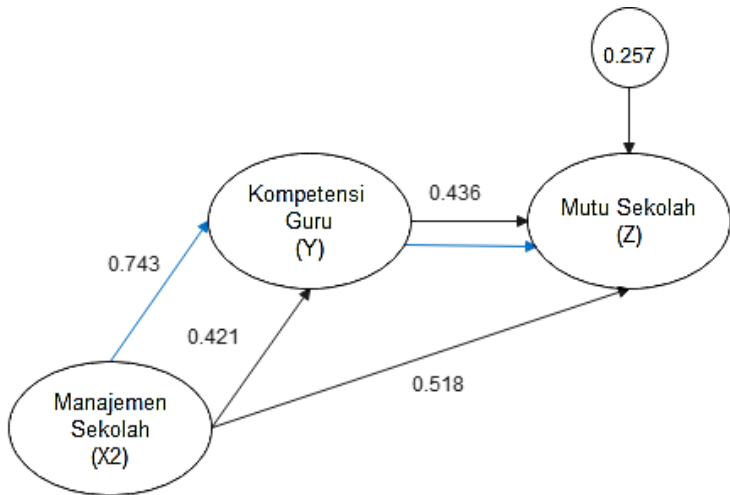 0.257
Kompetensi
Guru
(Y)
0.436
Mutu Sekolah
(Z)
0.743
0.421
0.518
Manajemen
Sekolah
(X2)